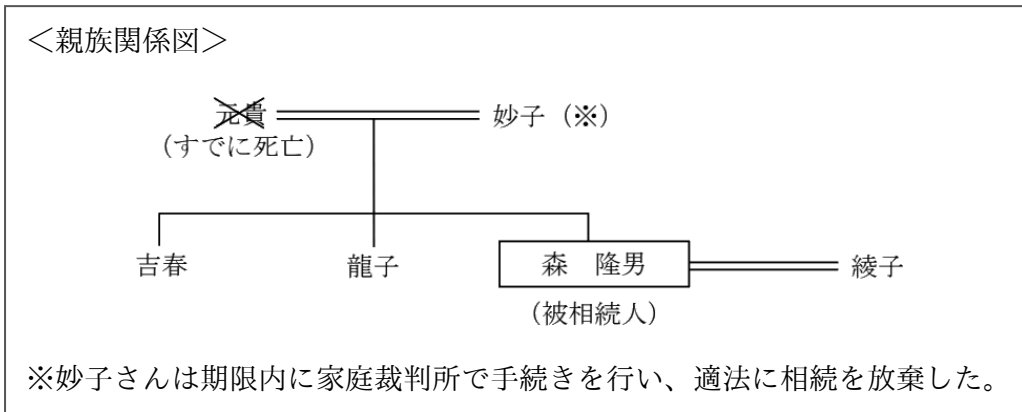 ＜親族関係図＞
元貴 妙子（※）
（すでに死亡）
吉春 龍子 森 隆男 綾子
（被相続人）
※妙子さんは期限内に家庭裁判所で手続きを行い、適法に相続を放棄した。